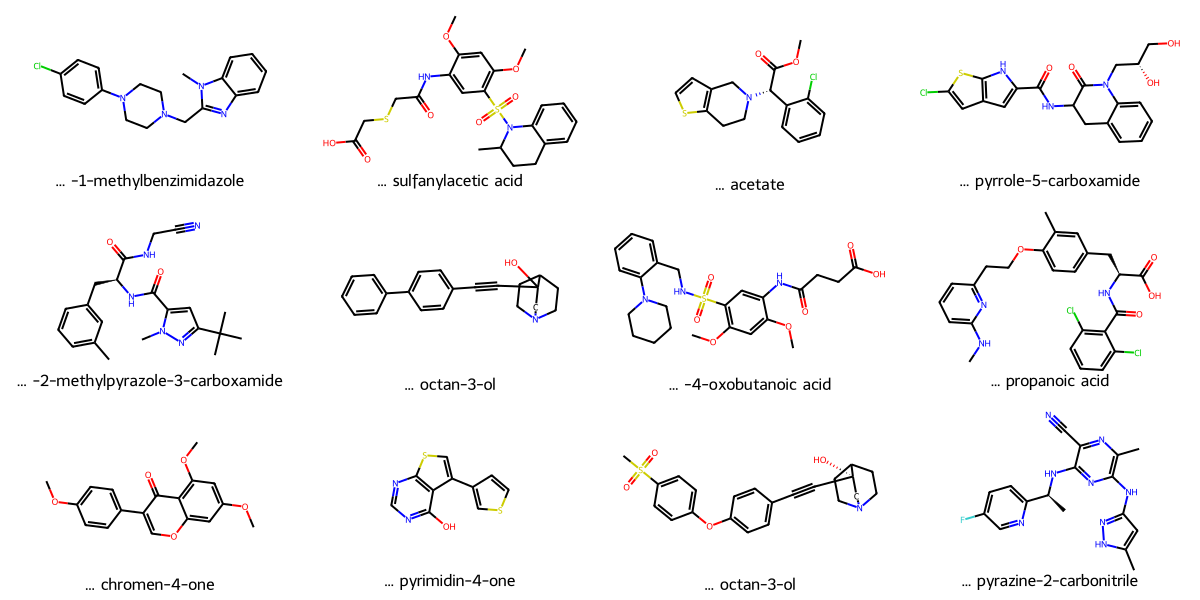 ... -1-methylbenzimidazole
... sulfanylacetic acid
... acetate
... pyrrole-5-carboxamide
... -2-methylpyrazole-3-carboxamide
... octan-3-ol
... -4-oxobutanoic acid
... propanoic acid
... chromen-4-one
... pyrimidin-4-one
... octan-3-ol
... pyrazine-2-carbonitrile